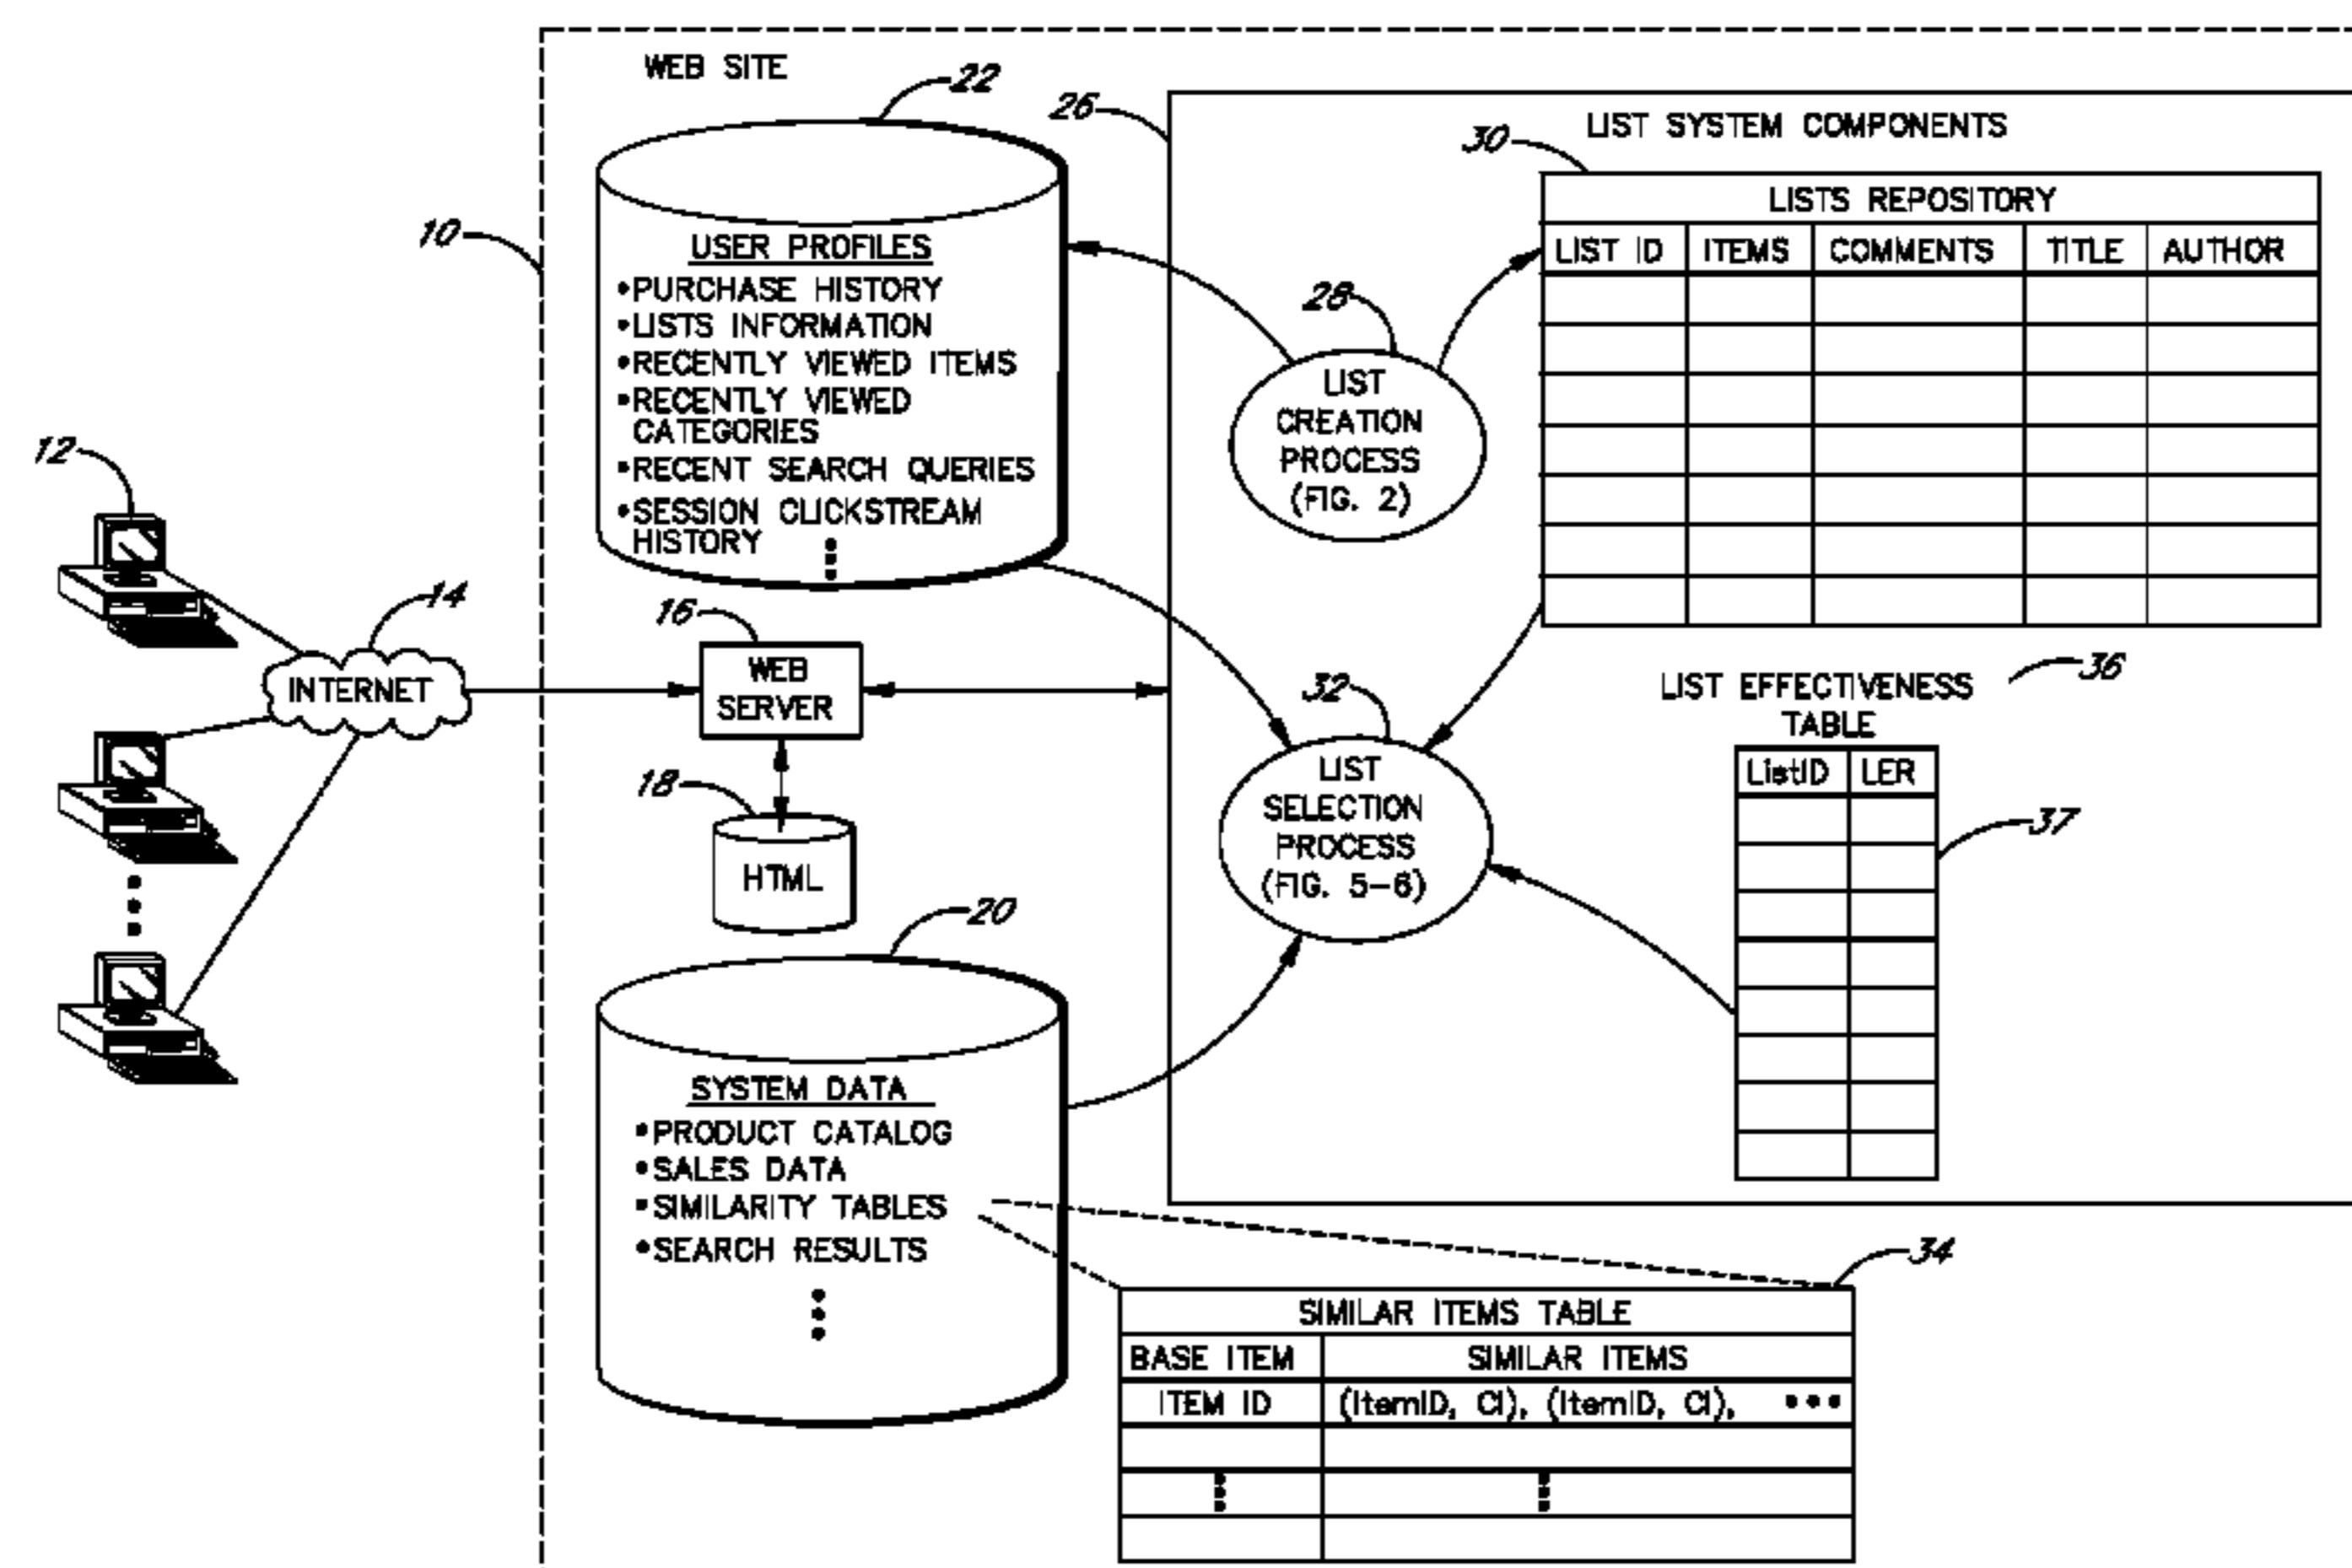 WEB SITE
22
26
LIST SYSTEM COMPONENTS
30
LISTS REPOSITORY
LIST ID ITEMS COMMENTS TITLE AUTHOR
10
USER PROFILES
•PURCHASE HISTORY
•LISTS INFORMATION
•RECENTLY VIEWED ITEMS
•RECENTLY VIEWED
CATEGORIES
•RECENT SEARCH QUERIES
•SESSION CLICKSTREAM
HISTORY
28
LIST
CREATION
PROCESS
(FIG. 2)
12
14
INTERNET
16
WEB
SERVER
18
HTML
32
LIST
SELECTION
PROCESS
(FIG. 5-6)
36
LIST EFFECTIVENESS
TABLE
ListID LER
37
20
SYSTEM DATA
•PRODUCT CATALOG
•SALES DATA
•SIMILARITY TABLES
•SEARCH RESULTS
34
SIMILAR ITEMS TABLE
BASE ITEM SIMILAR ITEMS
ITEM ID (ItemID, CI), (ItemID, CI), •••